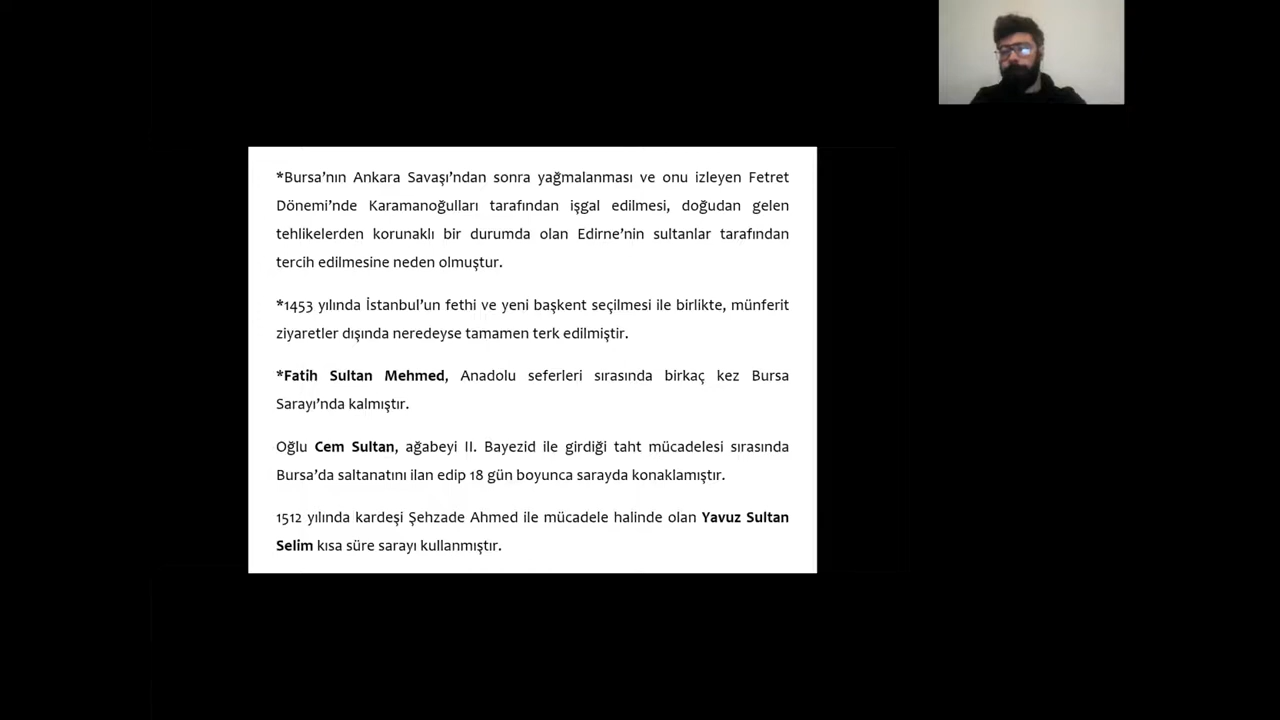 *Bursa’nın Ankara Savaşı’ndan sonra yağmalanması ve onu izleyen Fetret
Dönemi’nde Karamanoğulları tarafından işgal edilmesi, doğudan gelen
tehlikelerden korunaklı bir durumda olan Edirne’nin sultanlar tarafından
tercih edilmesine neden olmuştur.
*1453 yılında İstanbul’un fethi ve yeni başkent seçilmesi ile birlikte, münferit
ziyaretler dışında neredeyse tamamen terk edilmiştir.
*Fatih Sultan Mehmed, Anadolu seferleri sırasında birkaç kez Bursa
Sarayı’nda kalmıştır.
Oğlu Cem Sultan, ağabeyi II. Bayezid ile girdiği taht mücadelesi sırasında
Bursa’da saltanatını ilan edip 18 gün boyunca sarayda konaklamıştır.
1512 yılında kardeşi Şehzade Ahmed ile mücadele halinde olan Yavuz Sultan
Selim kısa süre sarayı kullanmıştır.